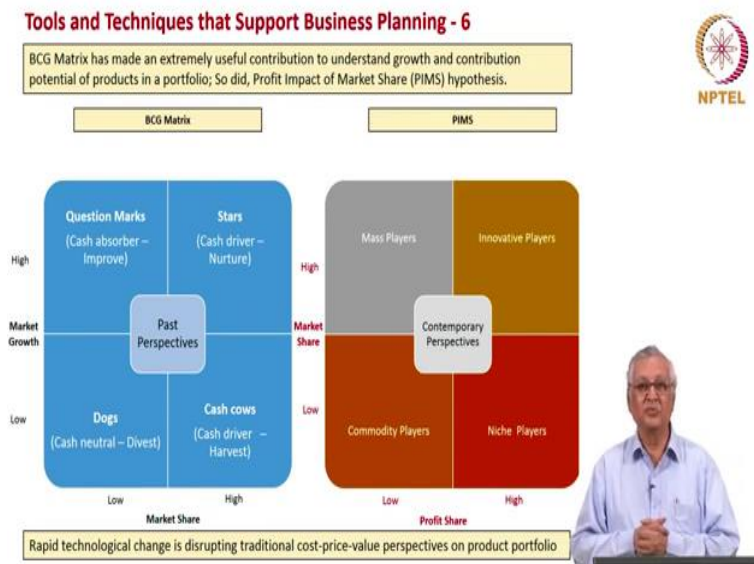 Tools and Techniques that Support Business Planning - 6
BCG Matrix has made an extremely useful contribution to understand growth and contribution
potential of products in a portfolio; So did, Profit Impact of Market Share (PIMS) hypothesis.
NPTEL
BCG Matrix
PIMS
Question Marks
(Cash absorber –
Improve)
Stars
(Cash driver –
Nurture)
High
Market
Growth
Past
Perspectives
Dogs
(Cash neutral – Divest)
Cash cows
(Cash driver –
Harvest)
Low
Low
High
Market Share
Mass Players
Innovative Players
High
Market
Share
Contemporary
Perspectives
Low
Commodity Players
Niche Players
Low
High
Profit Share
Rapid technological change is disrupting traditional cost-price-value perspectives on product portfolio